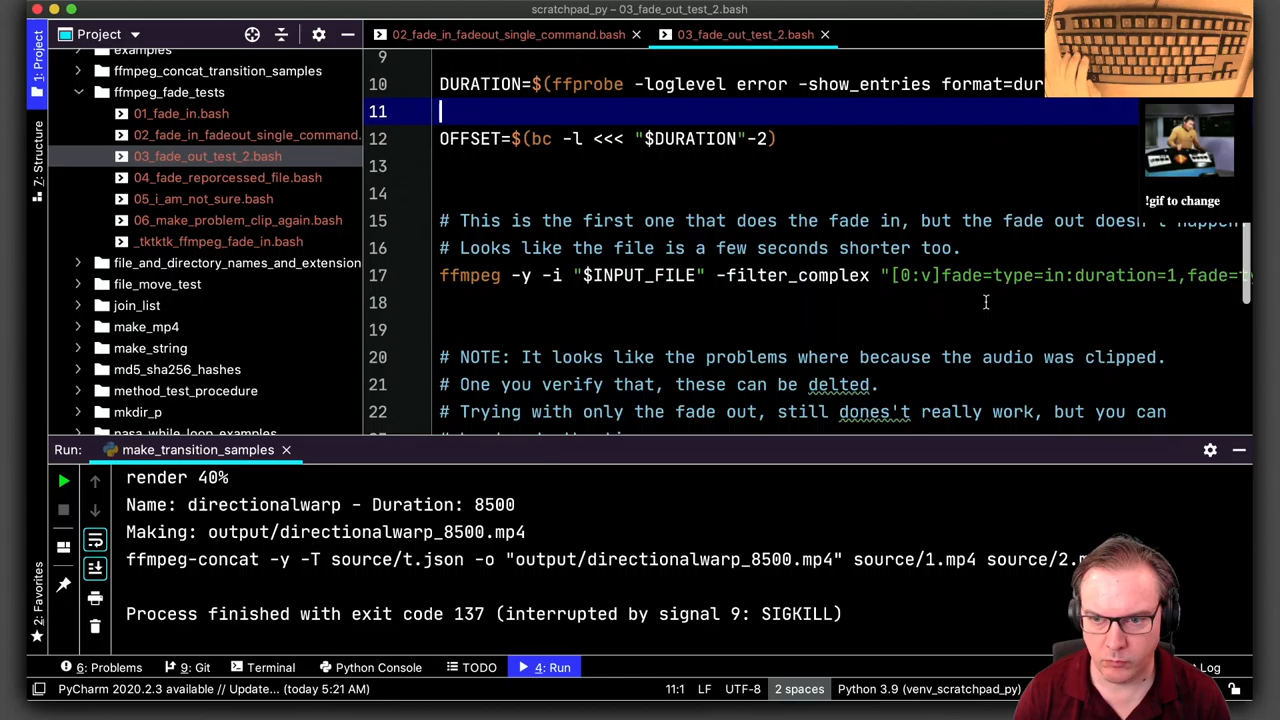 scratchpad_py – 03_fade_out_test_2.bash
1: Project
Project
02_fade_in_fadeout_single_command.bash
03_fade_out_test_2.bash
examples
ffmpeg_concat_transition_samples
ffmpeg_fade_tests
01_fade_in.bash
02_fade_in_fadeout_single_command.
03_fade_out_test_2.bash
04_fade_reporcessed_file.bash
05_i_am_not_sure.bash
06_make_problem_clip_again.bash
_tktktk_ffmpeg_fade_in.bash
file_and_directory_names_and_extension
file_move_test
join_list
make_mp4
make_string
md5_sha256_hashes
method_test_procedure
mkdir_p
nasa_while_loop_examples
7: Structure
2: Favorites
9
10 DURATION=$(ffprobe -loglevel error -show_entries format=dur
11
12 OFFSET=$(bc -l <<< "$DURATION"-2)
13
14
15 # This is the first one that does the fade in, but the fade out doesn't happen
16 # Looks like the file is a few seconds shorter too.
17 ffmpeg -y -i "$INPUT_FILE" -filter_complex "[0:v]fade=type=in:duration=1,fade=t
18
19
20 # NOTE: It looks like the problems where because the audio was clipped.
21 # One you verify that, these can be delted.
22 # Trying with only the fade out, still dones't really work, but you can
!gif to change
Run: make_transition_samples
render 40%
Name: directionalwarp - Duration: 8500
Making: output/directionalwarp_8500.mp4
ffmpeg-concat -y -T source/t.json -o "output/directionalwarp_8500.mp4" source/1.mp4 source/2.m
Process finished with exit code 137 (interrupted by signal 9: SIGKILL)
6: Problems
9: Git
Terminal
Python Console
TODO
4: Run
Log
PyCharm 2020.2.3 available // Update... (today 5:21 AM)
11:1 LF UTF-8 2 spaces Python 3.9 (venv_scratchpad_py)